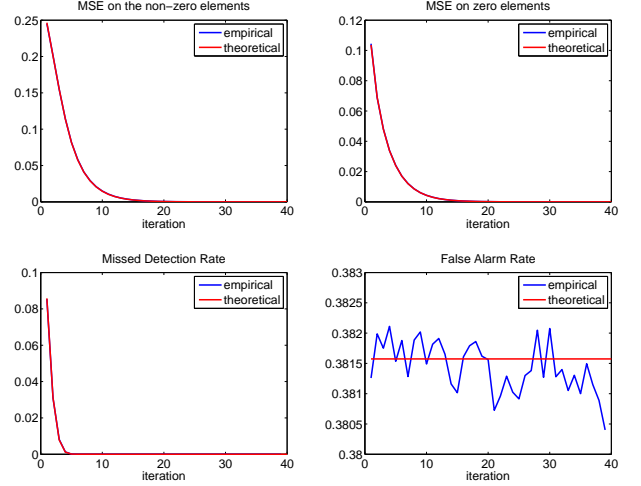 MSE on the non-zero elements
0.25
0.2
0.15
0.1
0.05
0
0 10 20 30 40
iteration
empirical
theoretical
MSE on zero elements
0.12
0.1
0.08
0.06
0.04
0.02
0
0 10 20 30 40
iteration
empirical
theoretical
Missed Detection Rate
0.1
0.08
0.06
0.04
0.02
0
0 10 20 30 40
iteration
empirical
theoretical
False Alarm Rate
0.383
0.3825
0.382
0.3815
0.381
0.3805
0.38
0 10 20 30 40
iteration
empirical
theoretical